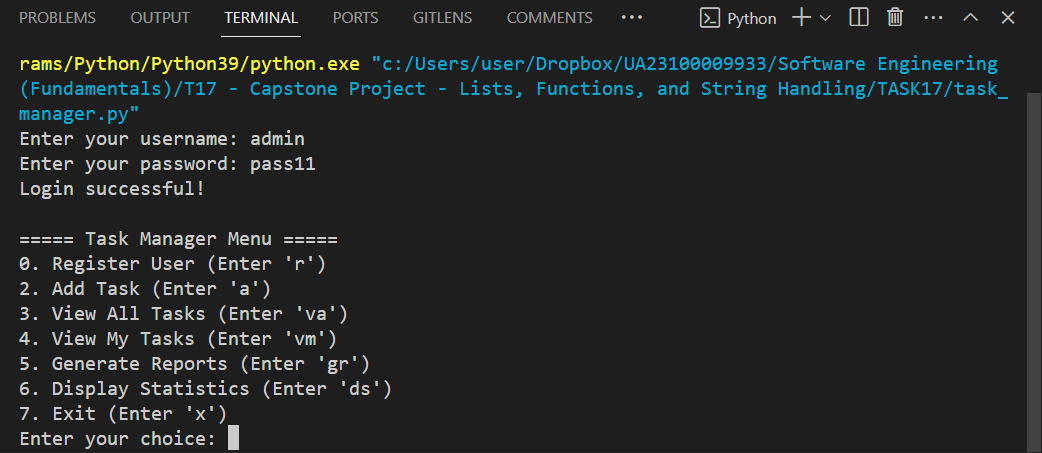 PROBLEMS OUTPUT TERMINAL PORTS GITLENS COMMENTS ... Python
rams/Python/Python39/python.exe "c:/Users/user/Dropbox/UA23100009933/Software Engineering
(Fundamentals)/T17 - Capstone Project - Lists, Functions, and String Handling/TASK17/task_
manager.py"
Enter your username: admin
Enter your password: pass11
Login successful!
===== Task Manager Menu =====
0. Register User (Enter 'r')
2. Add Task (Enter 'a')
3. View All Tasks (Enter 'va')
4. View My Tasks (Enter 'vm')
5. Generate Reports (Enter 'gr')
6. Display Statistics (Enter 'ds')
7. Exit (Enter 'x')
Enter your choice: